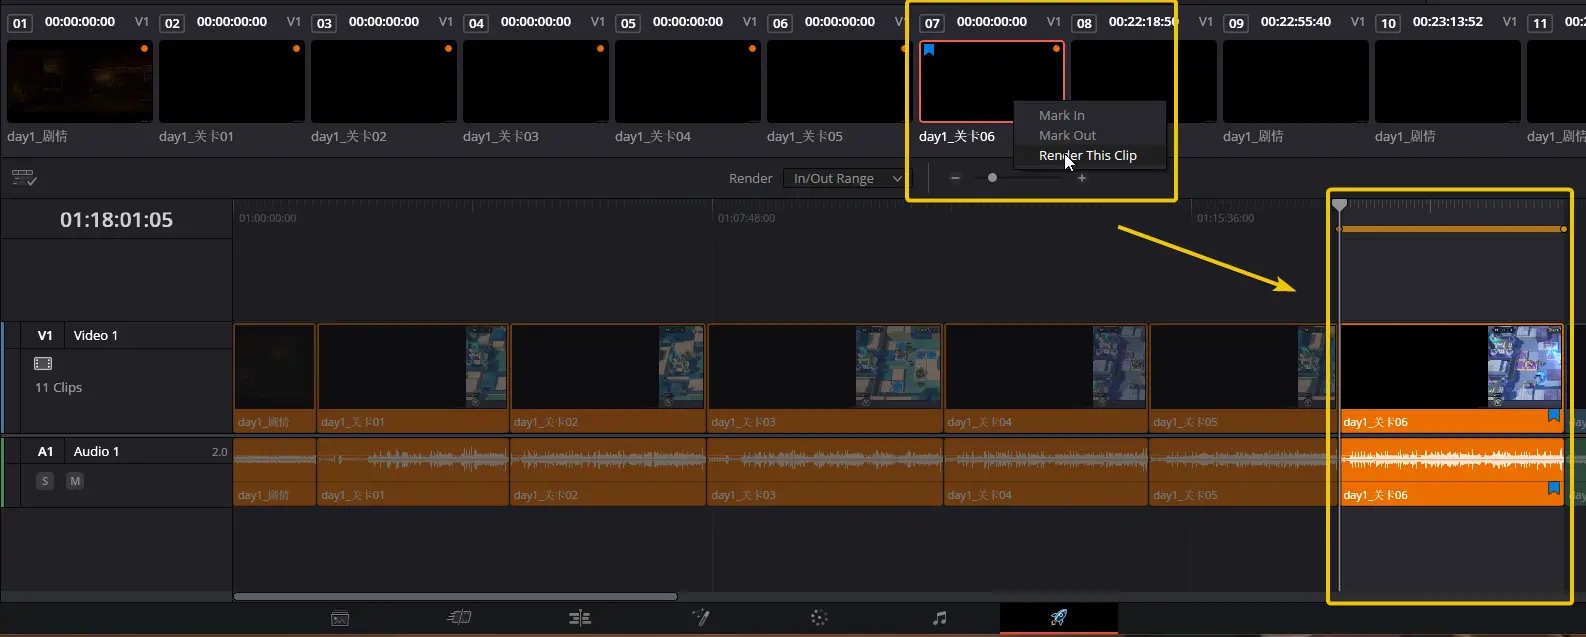 01 00:00:00:00 V1 02 00:00:00:00 V1 03 00:00:00:00 V1 04 00:00:00:00 V1 05 00:00:00:00 V1 06 00:00:00:00 V1 07 00:00:00:00 V1 08 00:22:18:50 V1 09 00:22:55:40 V1 10 00:23:13:52 V1 11
day1_剧情 day1_关卡01 day1_关卡02 day1_关卡03 day1_关卡04 day1_关卡05 day1_关卡06 day1_剧情 day1_剧情 day1_剧情
Mark In
Mark Out
Render This Clip
Render In/Out Range
01:18:01:05
01:00:00:00 01:07:48:00 01:15:36:00
V1 Video 1
11 Clips
day1_剧情 day1_关卡01 day1_关卡02 day1_关卡03 day1_关卡04 day1_关卡05 day1_关卡06
A1 Audio 1 2.0
S M
day1_剧情 day1_关卡01 day1_关卡02 day1_关卡03 day1_关卡04 day1_关卡05 day1_关卡06